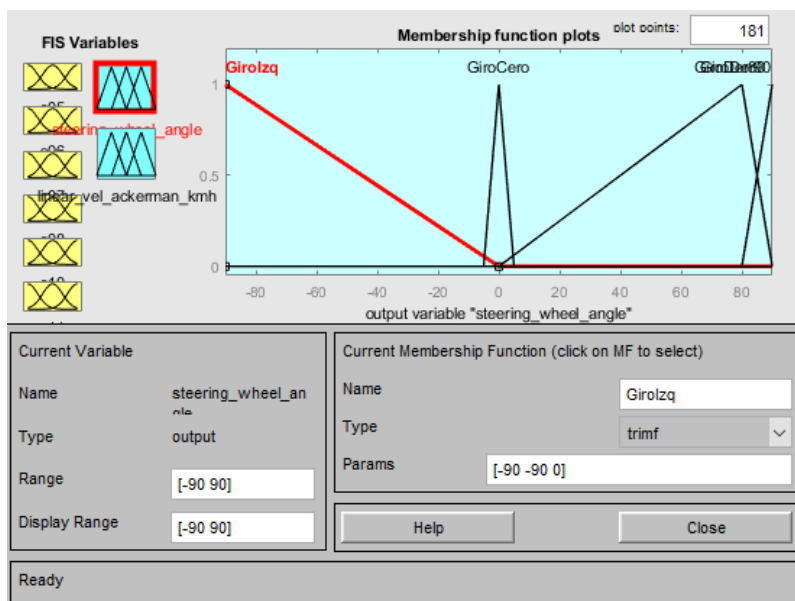 FIS Variables
Membership function plots
plot points:
181
GiroIzq
GiroCero
1
0.5
0
steering_wheel_angle
linear_vel_ackerman_kmh
-80 -60 -40 -20 0 20 40 60 80
output variable "steering_wheel_angle"
Current Variable
Name steering_wheel_an
gle
Type output
Range [-90 90]
Display Range [-90 90]
Current Membership Function (click on MF to select)
Name GiroIzq
Type trimf
Params [-90 -90 0]
Help Close
Ready